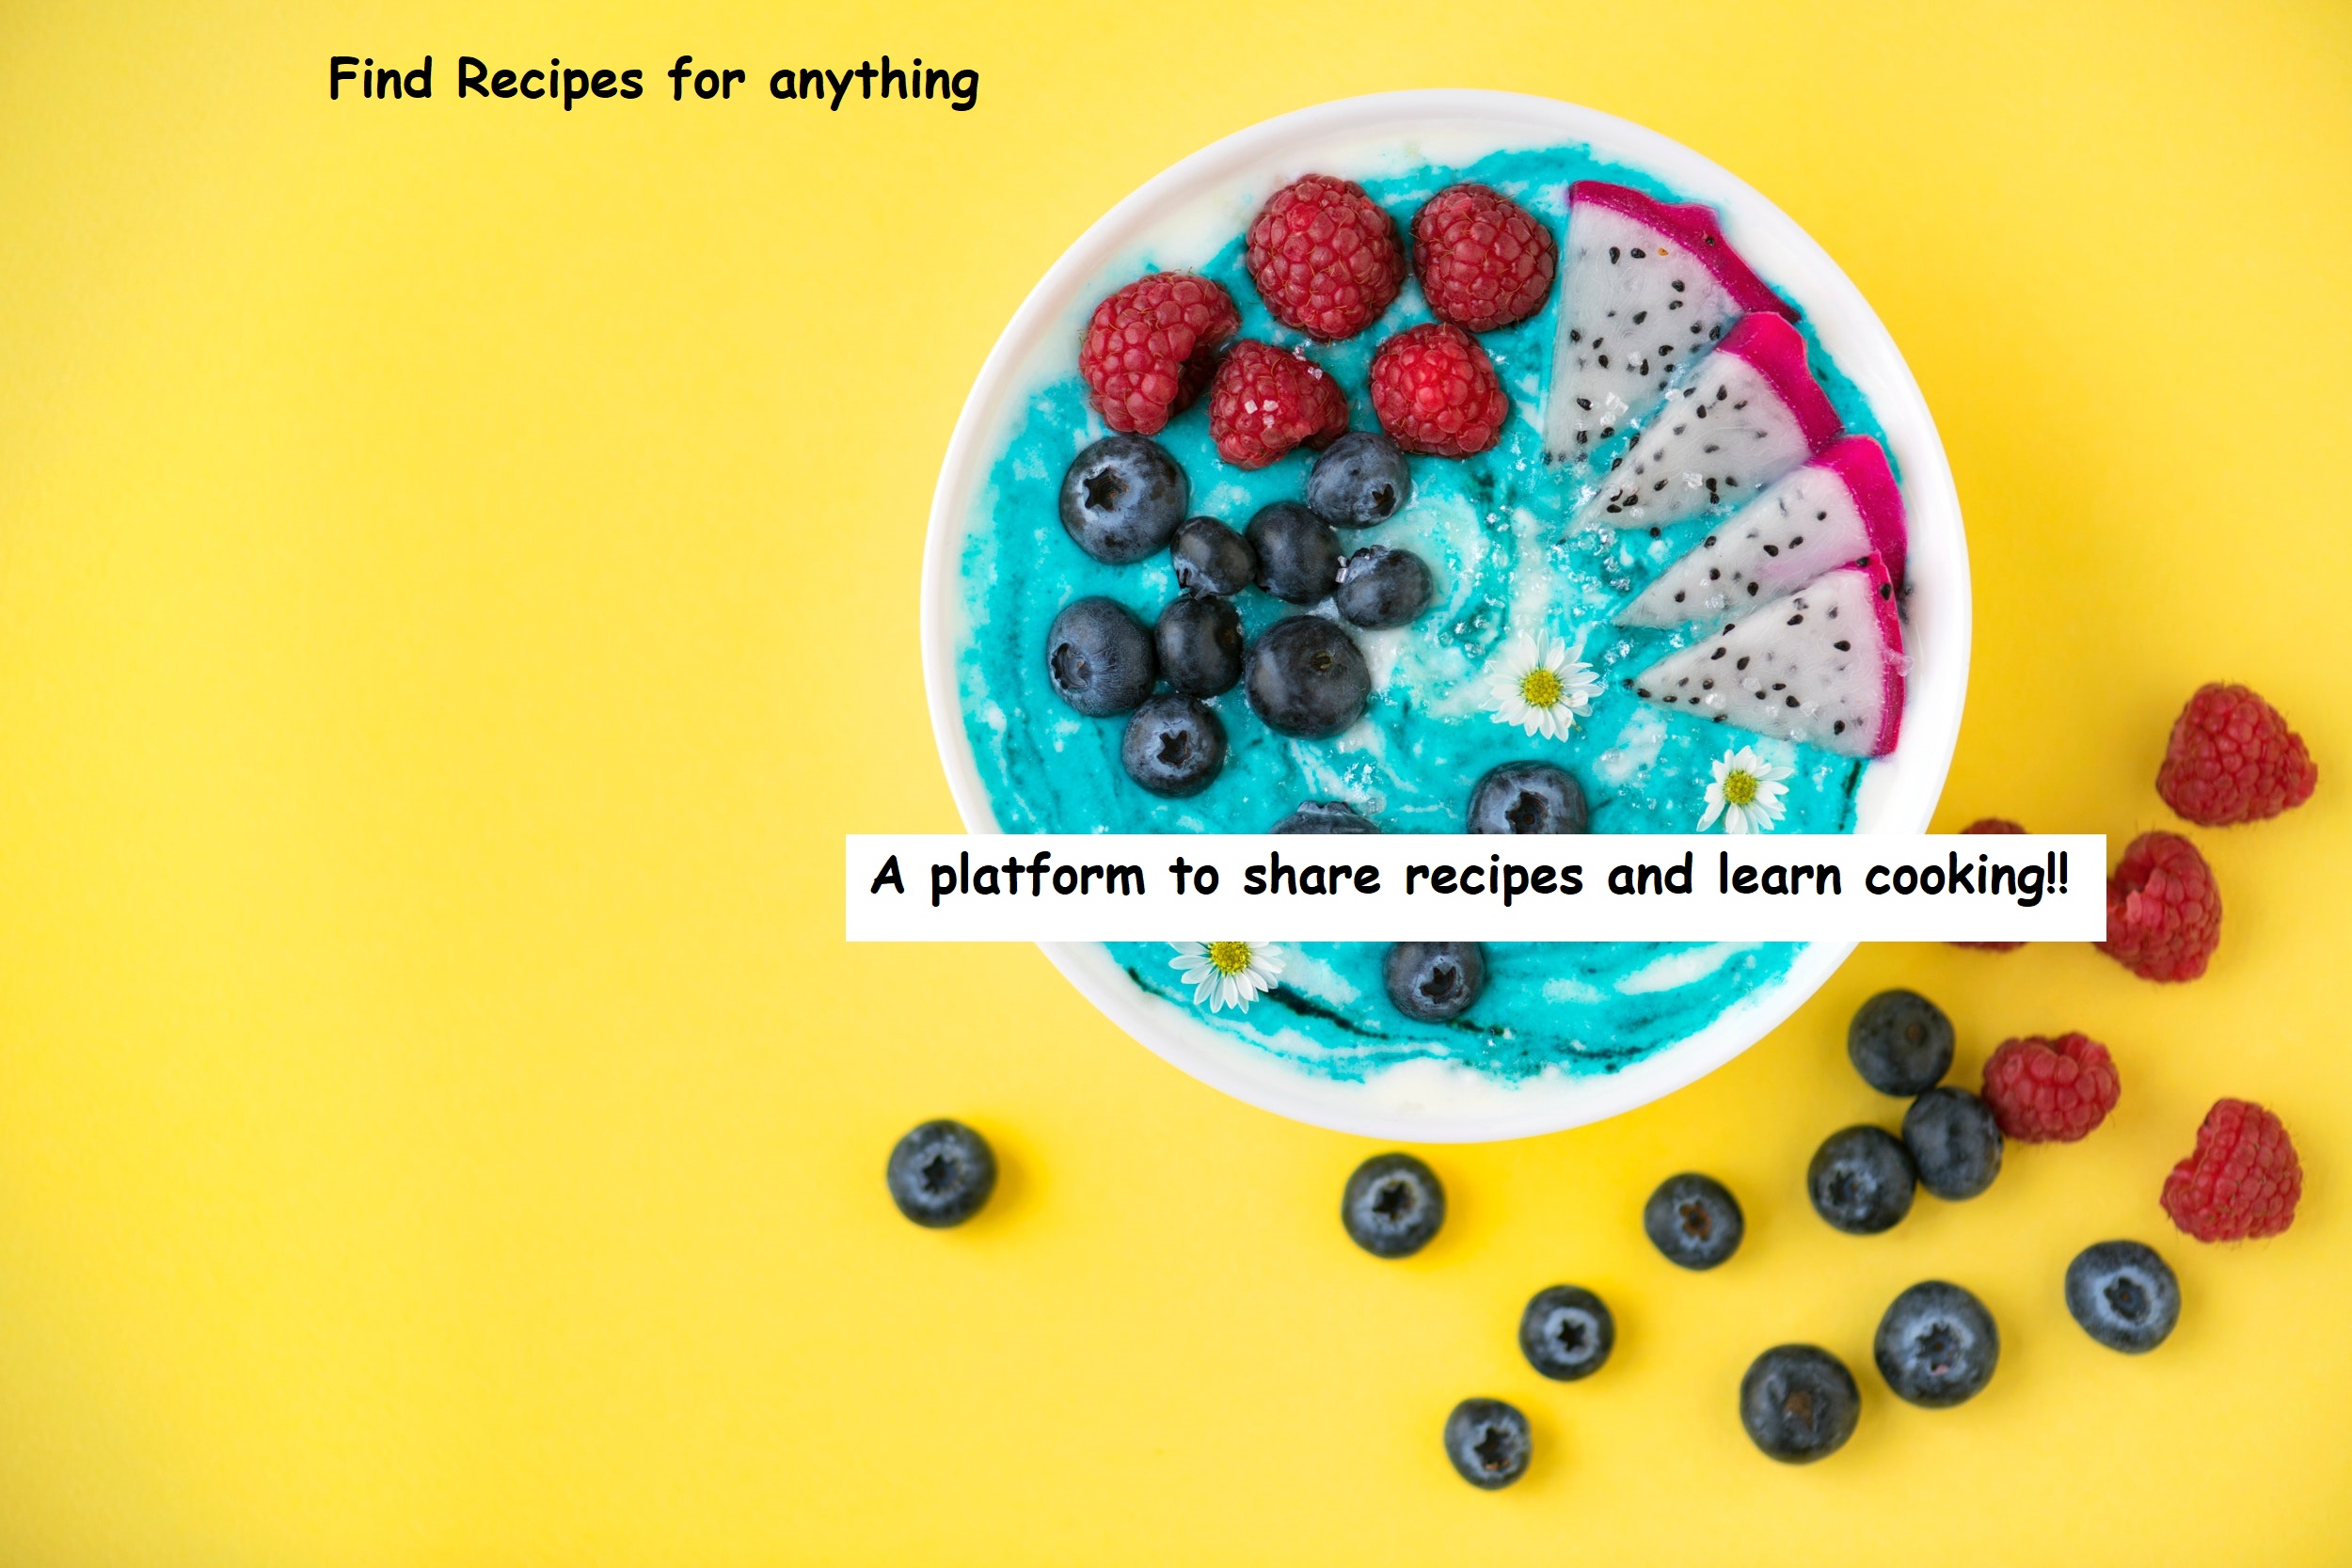 Find Recipes for anything
A platform to share recipes and learn cooking!!